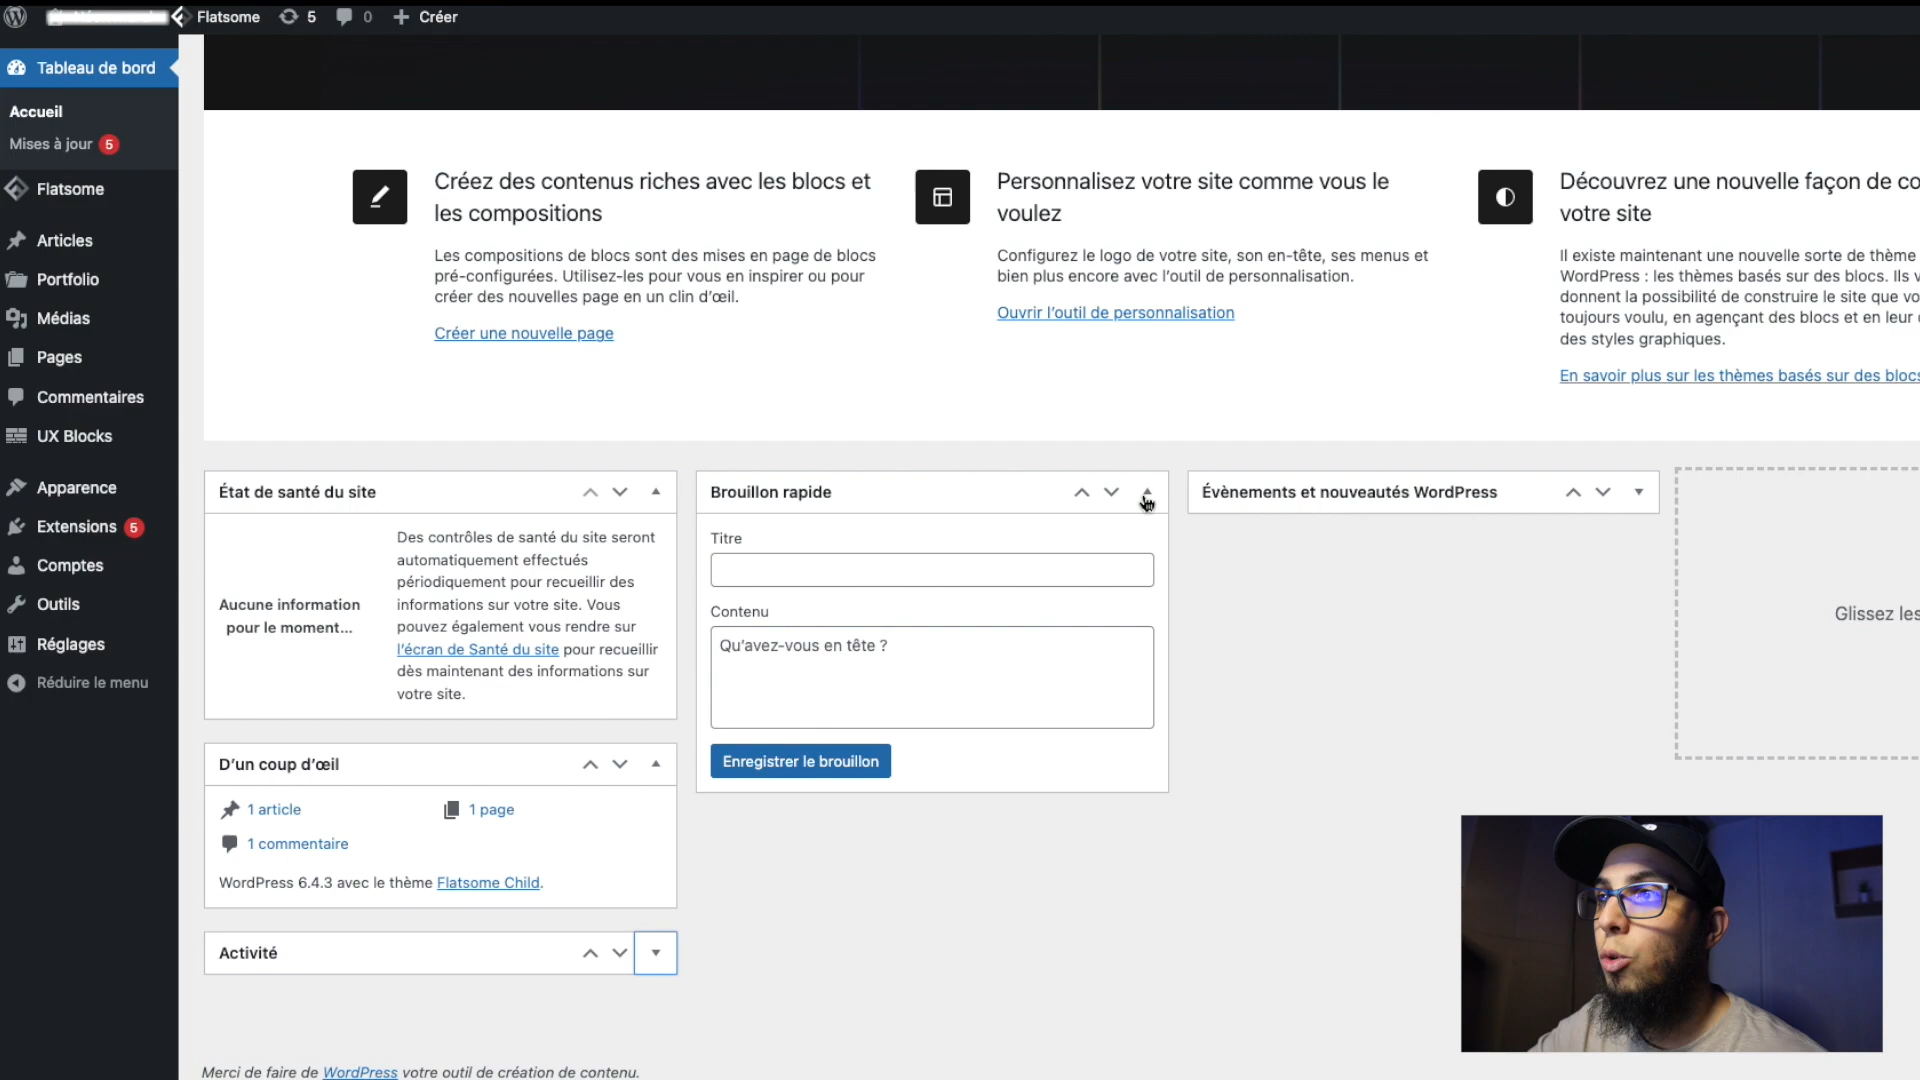 Flatsome 5 0 Créer
Tableau de bord
Accueil
Mises à jour 5
Flatsome
Articles
Portfolio
Médias
Pages
Commentaires
UX Blocks
Apparence
Extensions 5
Comptes
Outils
Réglages
Réduire le menu
Créez des contenus riches avec les blocs et
les compositions
Les compositions de blocs sont des mises en page de blocs
pré-configurées. Utilisez-les pour vous en inspirer ou pour
créer des nouvelles page en un clin d’œil.
Créer une nouvelle page
Personnalisez votre site comme vous le
voulez
Configurez le logo de votre site, son en-tête, ses menus et
bien plus encore avec l’outil de personnalisation.
Ouvrir l’outil de personnalisation
Découvrez une nouvelle façon de co
votre site
Il existe maintenant une nouvelle sorte de thème
WordPress : les thèmes basés sur des blocs. Ils v
donnent la possibilité de construire le site que vo
toujours voulu, en agençant des blocs et en leur
des styles graphiques.
En savoir plus sur les thèmes basés sur des blocs
État de santé du site
Aucune information
pour le moment…
Des contrôles de santé du site seront
automatiquement effectués
périodiquement pour recueillir des
informations sur votre site. Vous
pouvez également vous rendre sur
l’écran de Santé du site pour recueillir
dès maintenant des informations sur
votre site.
D’un coup d’œil
1 article 1 page
1 commentaire
WordPress 6.4.3 avec le thème Flatsome Child.
Activité
Brouillon rapide
Titre
Contenu
Qu’avez-vous en tête ?
Enregistrer le brouillon
Évènements et nouveautés WordPress
Glissez les
Merci de faire de WordPress votre outil de création de contenu.